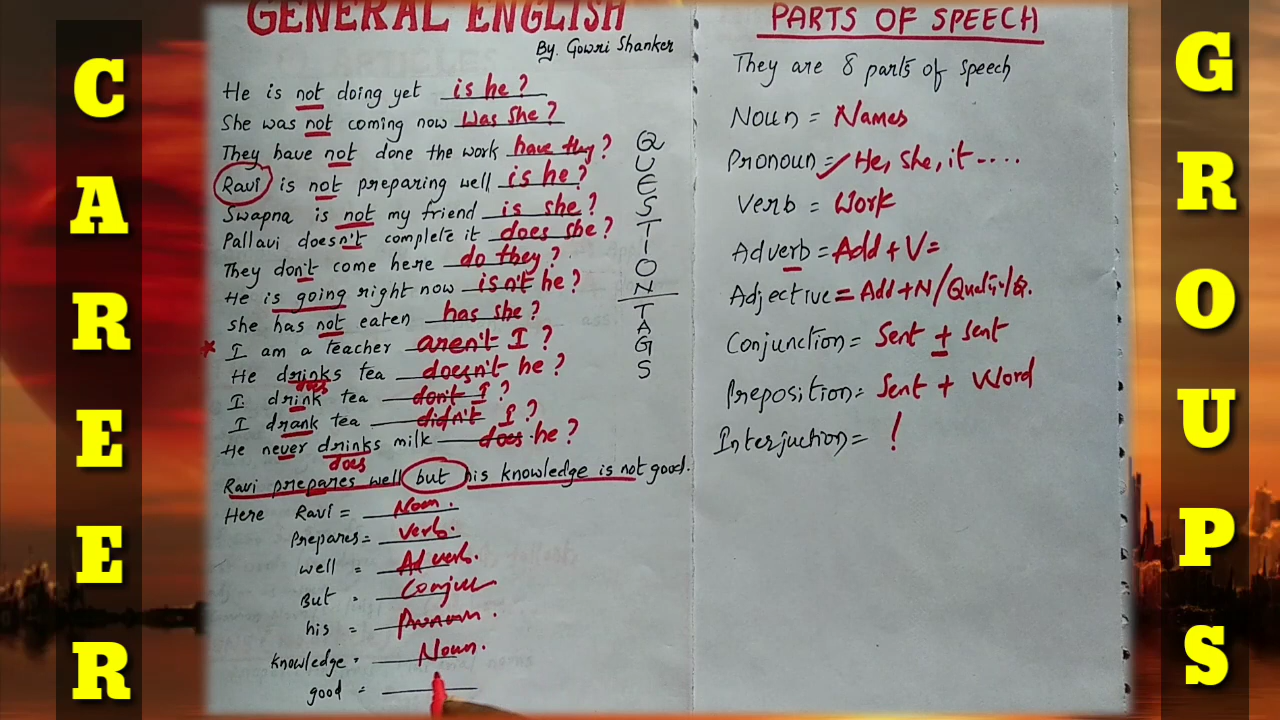 CAREER
GENERAL ENGLISH
By. Gowri Shanker
He is not doing yet is he?
She was not coming now was she?
They have not done the work have they?
Ravi is not preparing well is he?
Swapna is not my friend is she?
Pallavi doesn't complete it does she?
They don't come here do they?
He is going right now isn't he?
she has not eaten has she?
* I am a teacher aren't I?
He drinks tea doesn't he?
does
I drink tea don't I?
I drank tea didn't I?
He never drinks milk does he?
does
QUESTION TAGS
Ravi prepares well but his knowledge is not good.
Here Ravi = Noun.
Prepares = Verb.
well = Adverb.
But = Conju
his = Pronoun.
knowledge = Noun.
good =
PARTS OF SPEECH
They are 8 parts of speech
Noun = Names
Pronoun = He, she, it ....
Verb = Work
Adverb = Add + V =
Adjective = Add + N/
Conjunction = Sent + sent
Preposition = Sent + Word
Interjuction = !
GROUPS